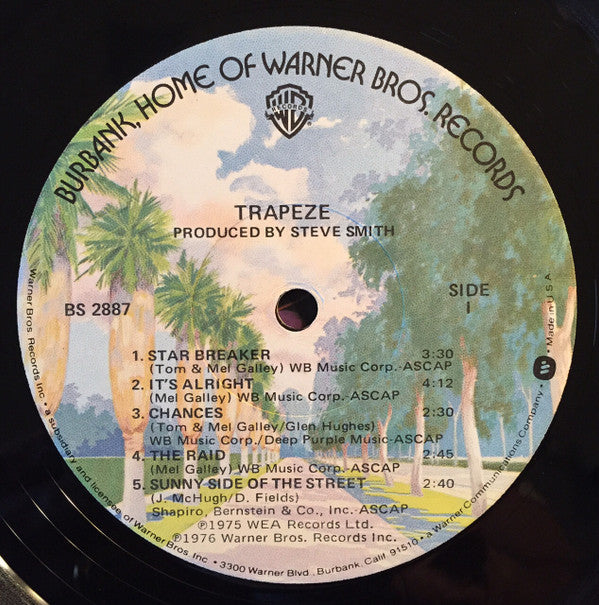 BURBANK, HOME OF WARNER BROS. RECORDS
RECORDS
TRAPEZE
PRODUCED BY STEVE SMITH
BS 2887
SIDE
1
1. STAR BREAKER 3:30
(Tom & Mel Galley) WB Music Corp.-ASCAP
2. IT'S ALRIGHT 4:12
(Mel Galley) WB Music Corp.-ASCAP
3. CHANCES 2:30
(Tom & Mel Galley/Glen Hughes)
WB Music Corp./Deep Purple Music-ASCAP
4. THE RAID 2:45
(Mel Galley) WB Music Corp.-ASCAP
5. SUNNY SIDE OF THE STREET 2:40
(J. McHugh/D. Fields)
Shapiro, Bernstein & Co., Inc.-ASCAP
℗1975 WEA Records Ltd.
℗1976 Warner Bros. Records Inc.
Warner Bros. Records Inc. • a subsidiary and licensee of Warner Bros. Inc. • 3300 Warner Blvd., Burbank, Calif. 91510 • a Warner Communications Company • Made in U.S.A.